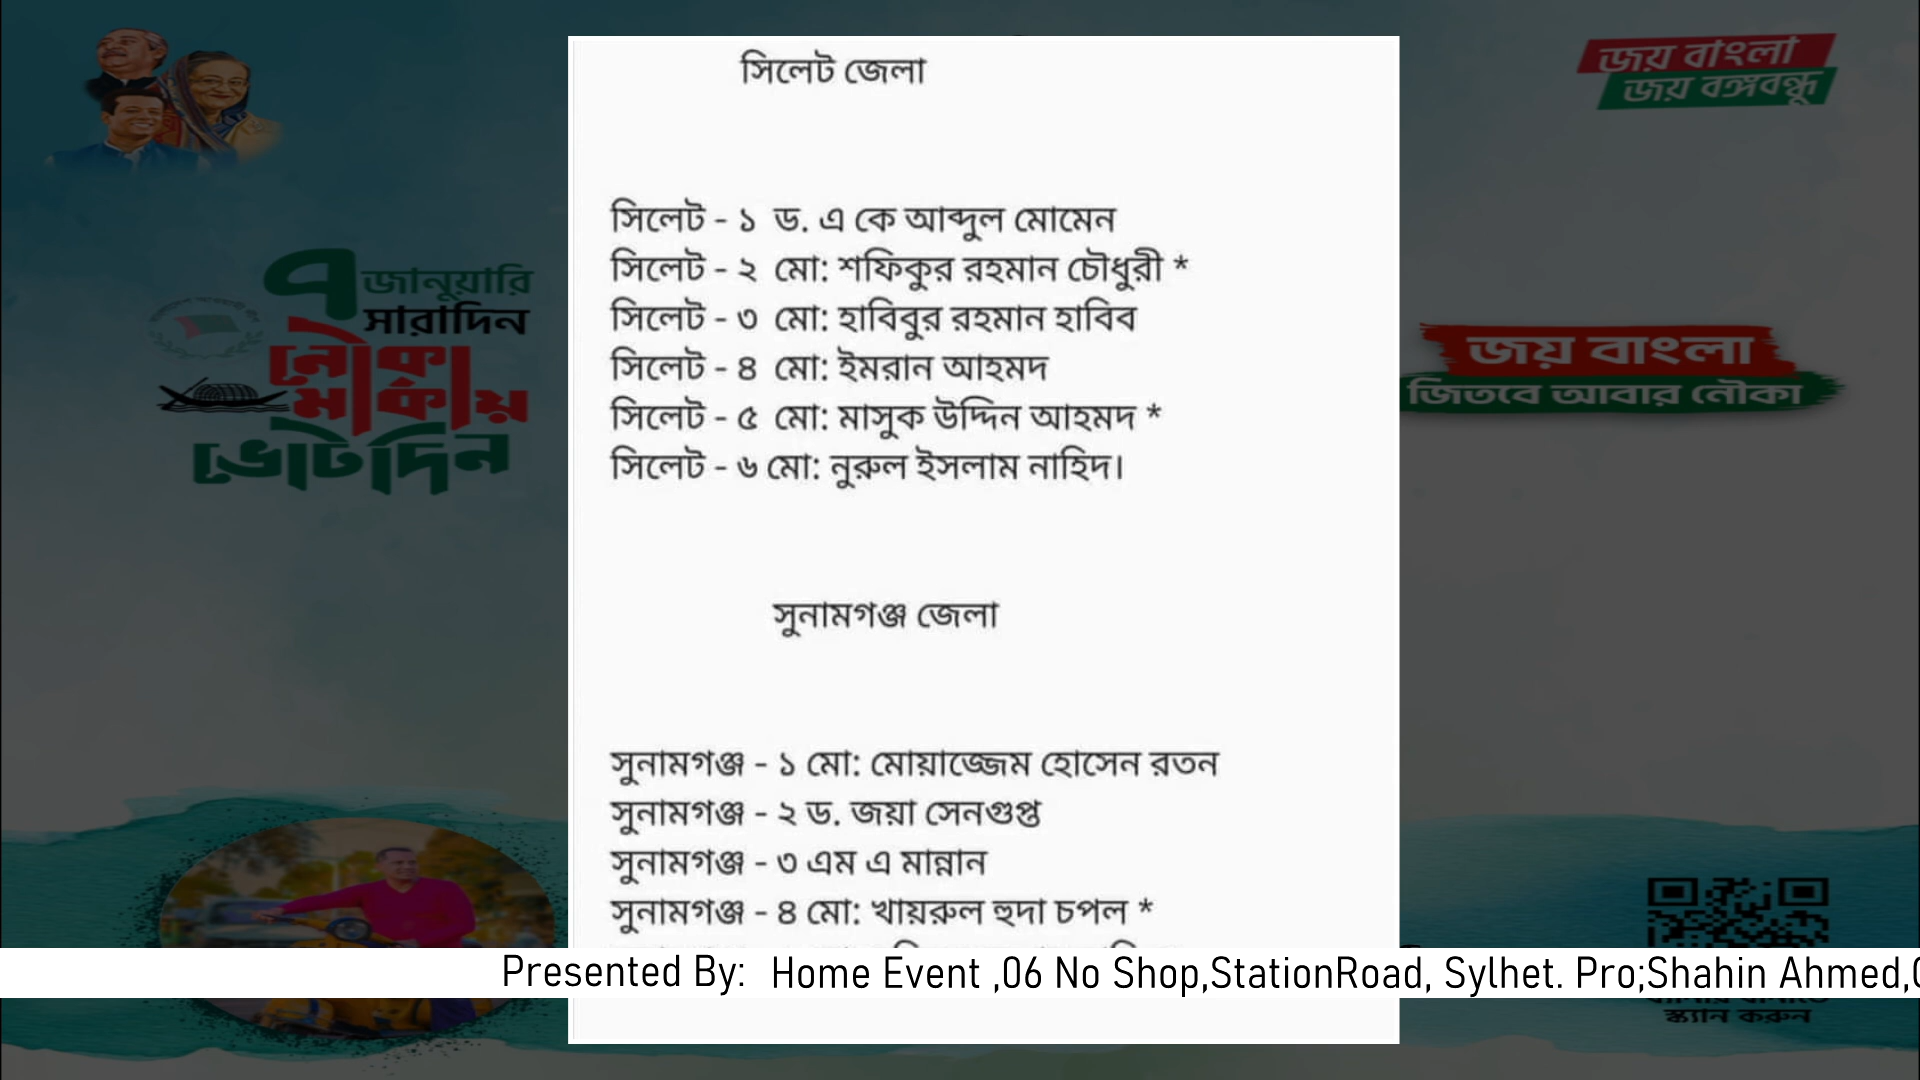 সিলেট জেলা
সিলেট - ১ ড. এ কে আব্দুল মোমেন
সিলেট - ২ মো: শফিকুর রহমান চৌধুরী *
সিলেট - ৩ মো: হাবিবুর রহমান হাবিব
সিলেট - ৪ মো: ইমরান আহমদ
সিলেট - ৫ মো: মাসুক উদ্দিন আহমদ *
সিলেট - ৬ মো: নুরুল ইসলাম নাহিদ।
সুনামগঞ্জ জেলা
সুনামগঞ্জ - ১ মো: মোয়াজ্জেম হোসেন রতন
সুনামগঞ্জ - ২ ড. জয়া সেনগুপ্ত
সুনামগঞ্জ - ৩ এম এ মান্নান
সুনামগঞ্জ - ৪ মো: খায়রুল হুদা চপল *
জয় বাংলা
জয় বঙ্গবন্ধু
৭ জানুয়ারি
সারাদিন
নৌকা
মার্কায়
ভোট দিন
জয় বাংলা
জিতবে আবার নৌকা
Presented By: Home Event ,06 No Shop,StationRoad, Sylhet. Pro;Shahin Ahmed,
স্ক্যান করুন